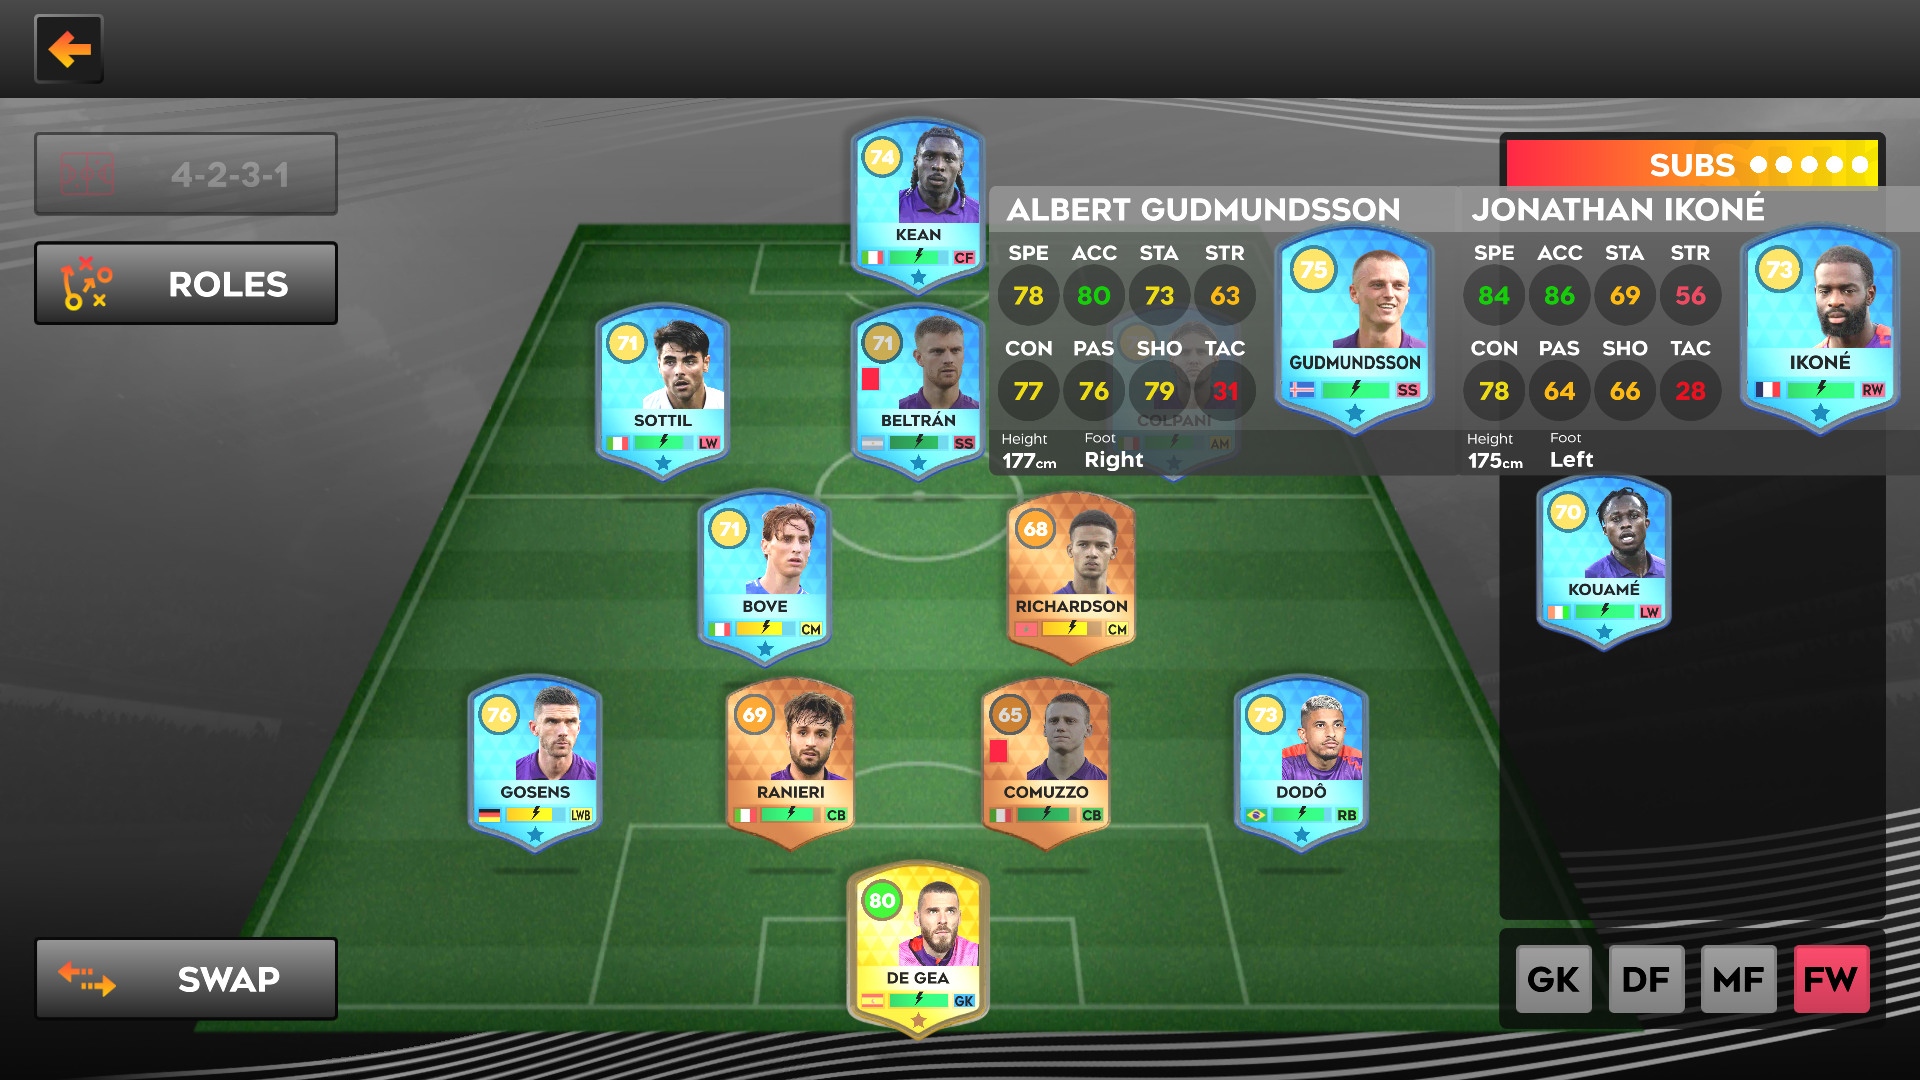 4-2-3-1
ROLES
SWAP
74
KEAN
CF
71
SOTTIL
LW
71
BELTRÁN
SS
COLPANI
AM
71
BOVE
CM
68
RICHARDSON
CM
76
GOSENS
LWB
69
RANIERI
CB
65
COMUZZO
CB
73
DODÔ
RB
80
DE GEA
GK
SUBS
ALBERT GUDMUNDSSON
SPE ACC STA STR
78 80 73 63
CON PAS SHO TAC
77 76 79 31
Height Foot
177cm Right
75
GUDMUNDSSON
SS
JONATHAN IKONÉ
SPE ACC STA STR
84 86 69 56
CON PAS SHO TAC
78 64 66 28
Height Foot
175cm Left
73
IKONÉ
RW
70
KOUAMÉ
LW
GK DF MF FW